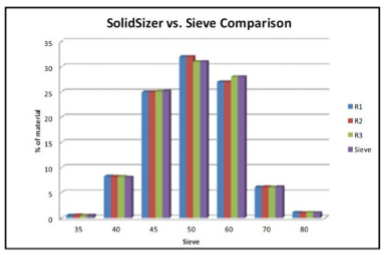 SolidSizer vs. Sieve Comparison
35
30
25
20
15
10
5
0
% of material
35 40 45 50 60 70 80
Sieve
R1
R2
R3
Sieve